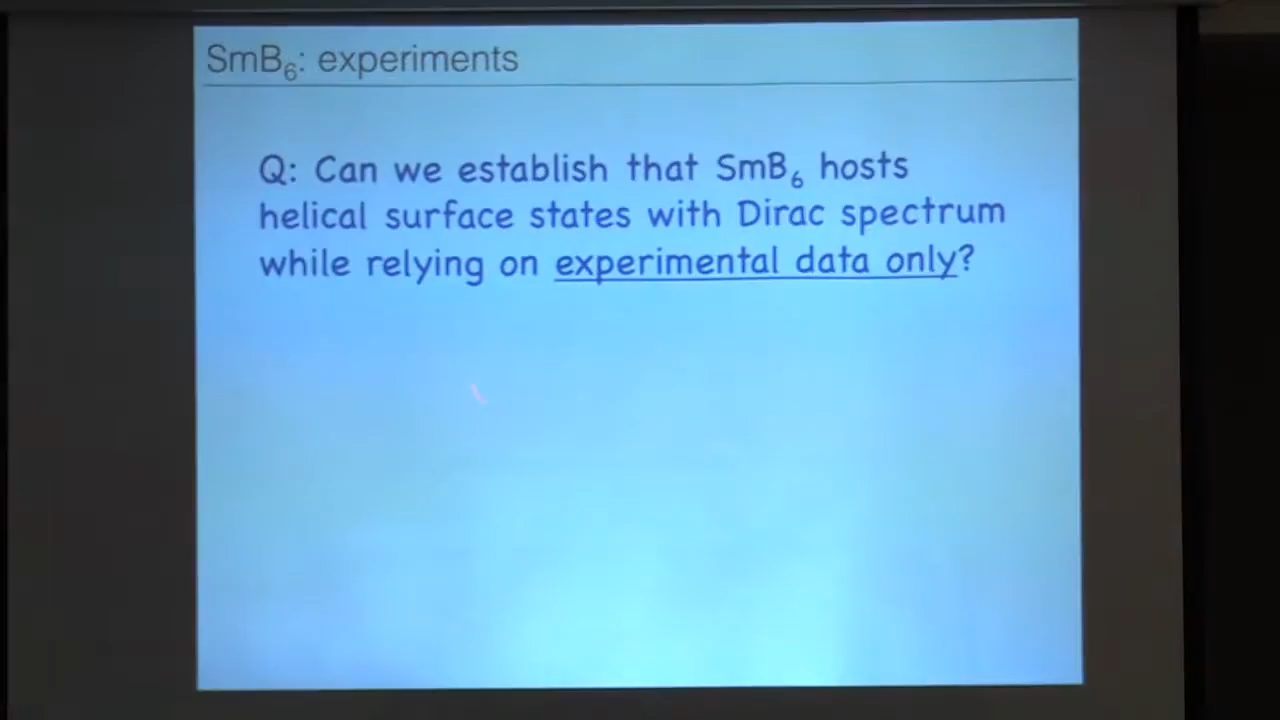 SmB₆: experiments
Q: Can we establish that SmB₆ hosts
helical surface states with Dirac spectrum
while relying on experimental data only?